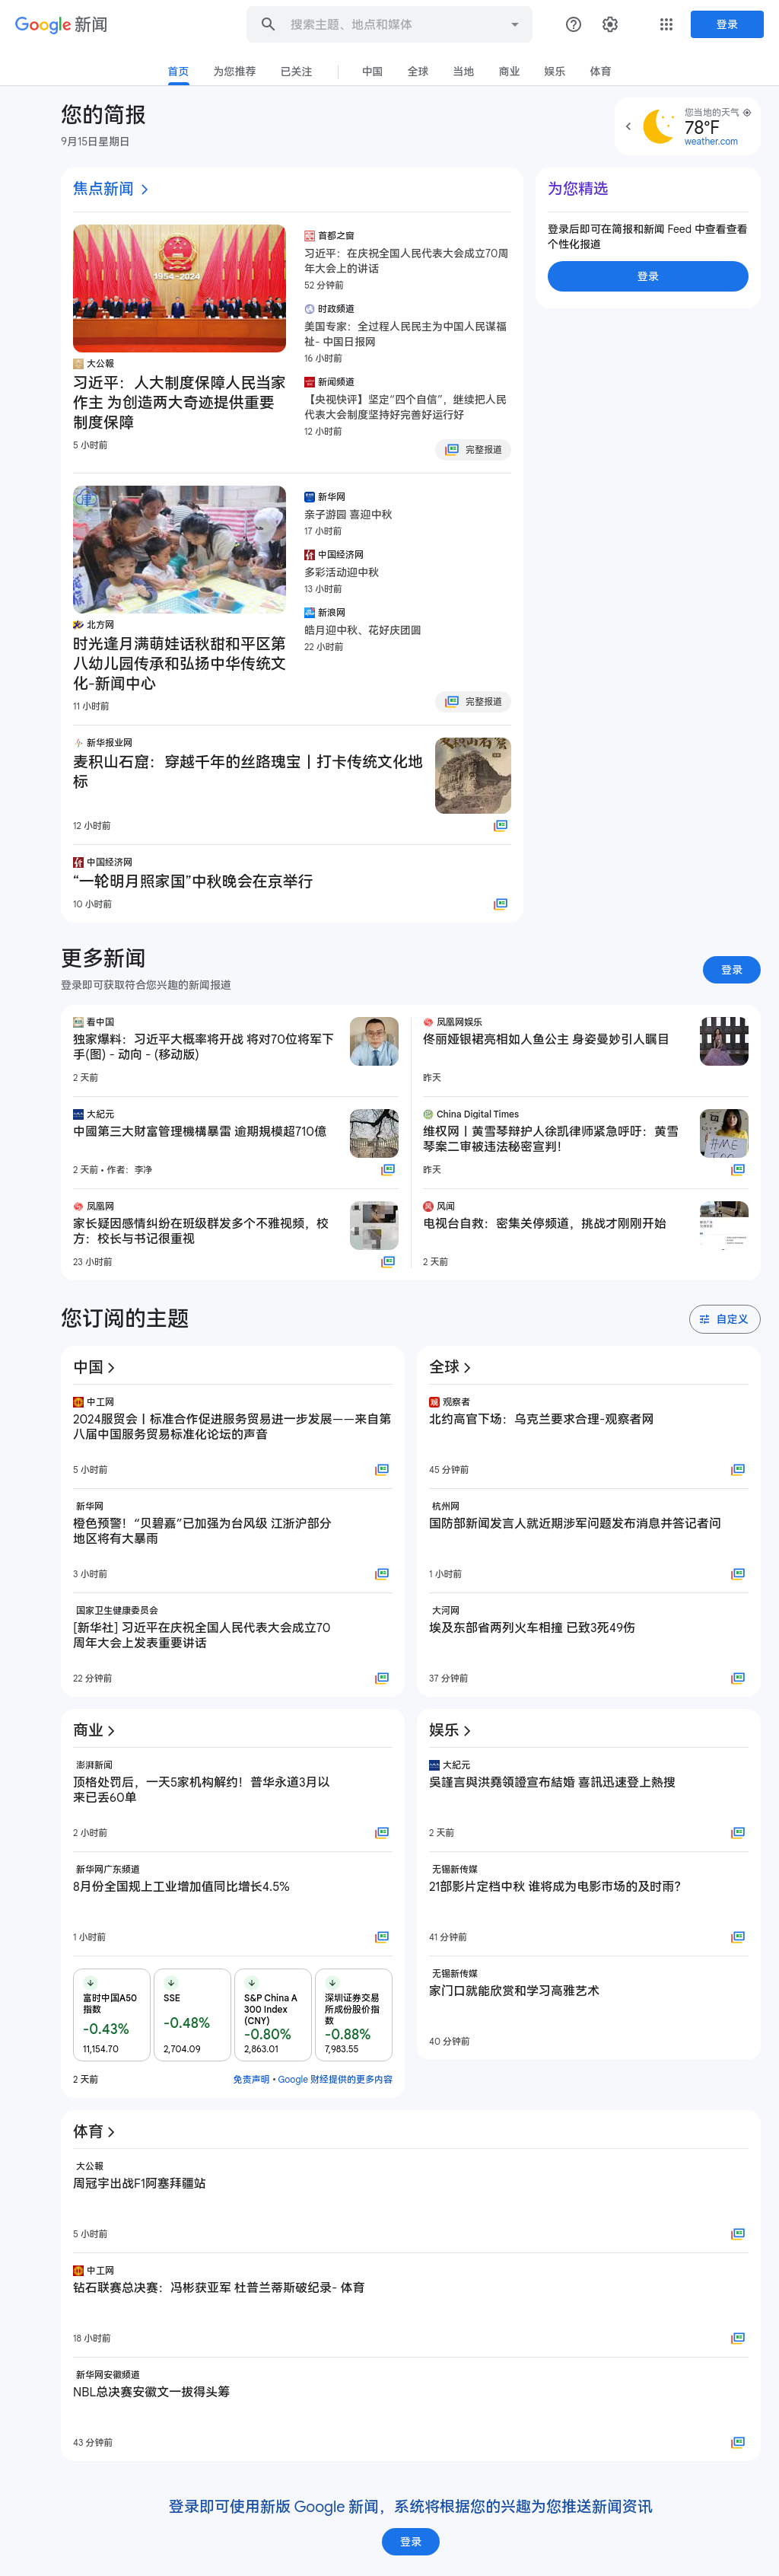 Google 新闻
搜索主题、地点和媒体
登录
首页
为您推荐
已关注
中国
全球
当地
商业
娱乐
体育
您的简报
9月15日星期日
您当地的天气
78°F
weather.com
焦点新闻
1954-2024
大公報
习近平：人大制度保障人民当家
作主 为创造两大奇迹提供重要
制度保障
5 小时前
首都之窗
习近平：在庆祝全国人民代表大会成立70周
年大会上的讲话
52 分钟前
时政频道
美国专家：全过程人民民主为中国人民谋福
祉- 中国日报网
16 小时前
新闻频道
【央视快评】坚定“四个自信”，继续把人民
代表大会制度坚持好完善好运行好
12 小时前
完整报道
北方网
时光逢月满萌娃话秋甜和平区第
八幼儿园传承和弘扬中华传统文
化-新闻中心
11 小时前
新华网
亲子游园 喜迎中秋
17 小时前
中国经济网
多彩活动迎中秋
13 小时前
新浪网
皓月迎中秋、花好庆团圆
22 小时前
完整报道
新华报业网
麦积山石窟：穿越千年的丝路瑰宝丨打卡传统文化地
标
12 小时前
中国经济网
“一轮明月照家国”中秋晚会在京举行
10 小时前
为您精选
登录后即可在简报和新闻 Feed 中查看查看
个性化报道
登录
更多新闻
登录即可获取符合您兴趣的新闻报道
登录
看中国
独家爆料：习近平大概率将开战 将对70位将军下
手(图) - 动向 - (移动版)
2 天前
大紀元
中國第三大財富管理機構暴雷 逾期規模超710億
2 天前 • 作者：李净
凤凰网
家长疑因感情纠纷在班级群发多个不雅视频，校
方：校长与书记很重视
23 小时前
凤凰网娱乐
佟丽娅银裙亮相如人鱼公主 身姿曼妙引人瞩目
昨天
China Digital Times
维权网丨黄雪琴辩护人徐凯律师紧急呼吁：黄雪
琴案二审被违法秘密宣判！
#ME
昨天
风闻
电视台自救：密集关停频道，挑战才刚刚开始
2 天前
您订阅的主题
自定义
中国
中工网
2024服贸会丨标准合作促进服务贸易进一步发展——来自第
八届中国服务贸易标准化论坛的声音
5 小时前
新华网
橙色预警！“贝碧嘉”已加强为台风级 江浙沪部分
地区将有大暴雨
3 小时前
国家卫生健康委员会
[新华社] 习近平在庆祝全国人民代表大会成立70
周年大会上发表重要讲话
22 分钟前
全球
观察者
北约高官下场：乌克兰要求合理-观察者网
45 分钟前
杭州网
国防部新闻发言人就近期涉军问题发布消息并答记者问
1 小时前
大河网
埃及东部省两列火车相撞 已致3死49伤
37 分钟前
商业
澎湃新闻
顶格处罚后，一天5家机构解约！普华永道3月以
来已丢60单
2 小时前
新华网广东频道
8月份全国规上工业增加值同比增长4.5%
1 小时前
富时中国A50
指数
-0.43%
11,154.70
SSE
-0.48%
2,704.09
S&P China A
300 Index
(CNY)
-0.80%
2,863.01
深圳证券交易
所成份股价指
数
-0.88%
7,983.55
2 天前
免责声明 • Google 财经提供的更多内容
娱乐
大紀元
吳謹言與洪堯領證宣布結婚 喜訊迅速登上熱搜
2 天前
无锡新传媒
21部影片定档中秋 谁将成为电影市场的及时雨？
41 分钟前
无锡新传媒
家门口就能欣赏和学习高雅艺术
40 分钟前
体育
大公報
周冠宇出战F1阿塞拜疆站
5 小时前
中工网
钻石联赛总决赛：冯彬获亚军 杜普兰蒂斯破纪录- 体育
18 小时前
新华网安徽频道
NBL总决赛安徽文一拔得头筹
43 分钟前
登录即可使用新版 Google 新闻，系统将根据您的兴趣为您推送新闻资讯
登录